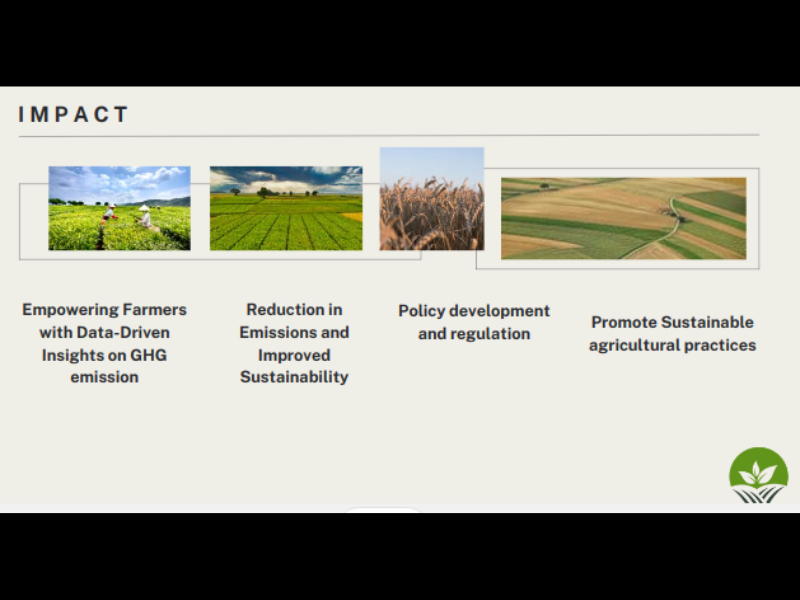 IMPACT
Empowering Farmers
with Data-Driven
Insights on GHG
emission
Reduction in
Emissions and
Improved
Sustainability
Policy development
and regulation
Promote Sustainable
agricultural practices